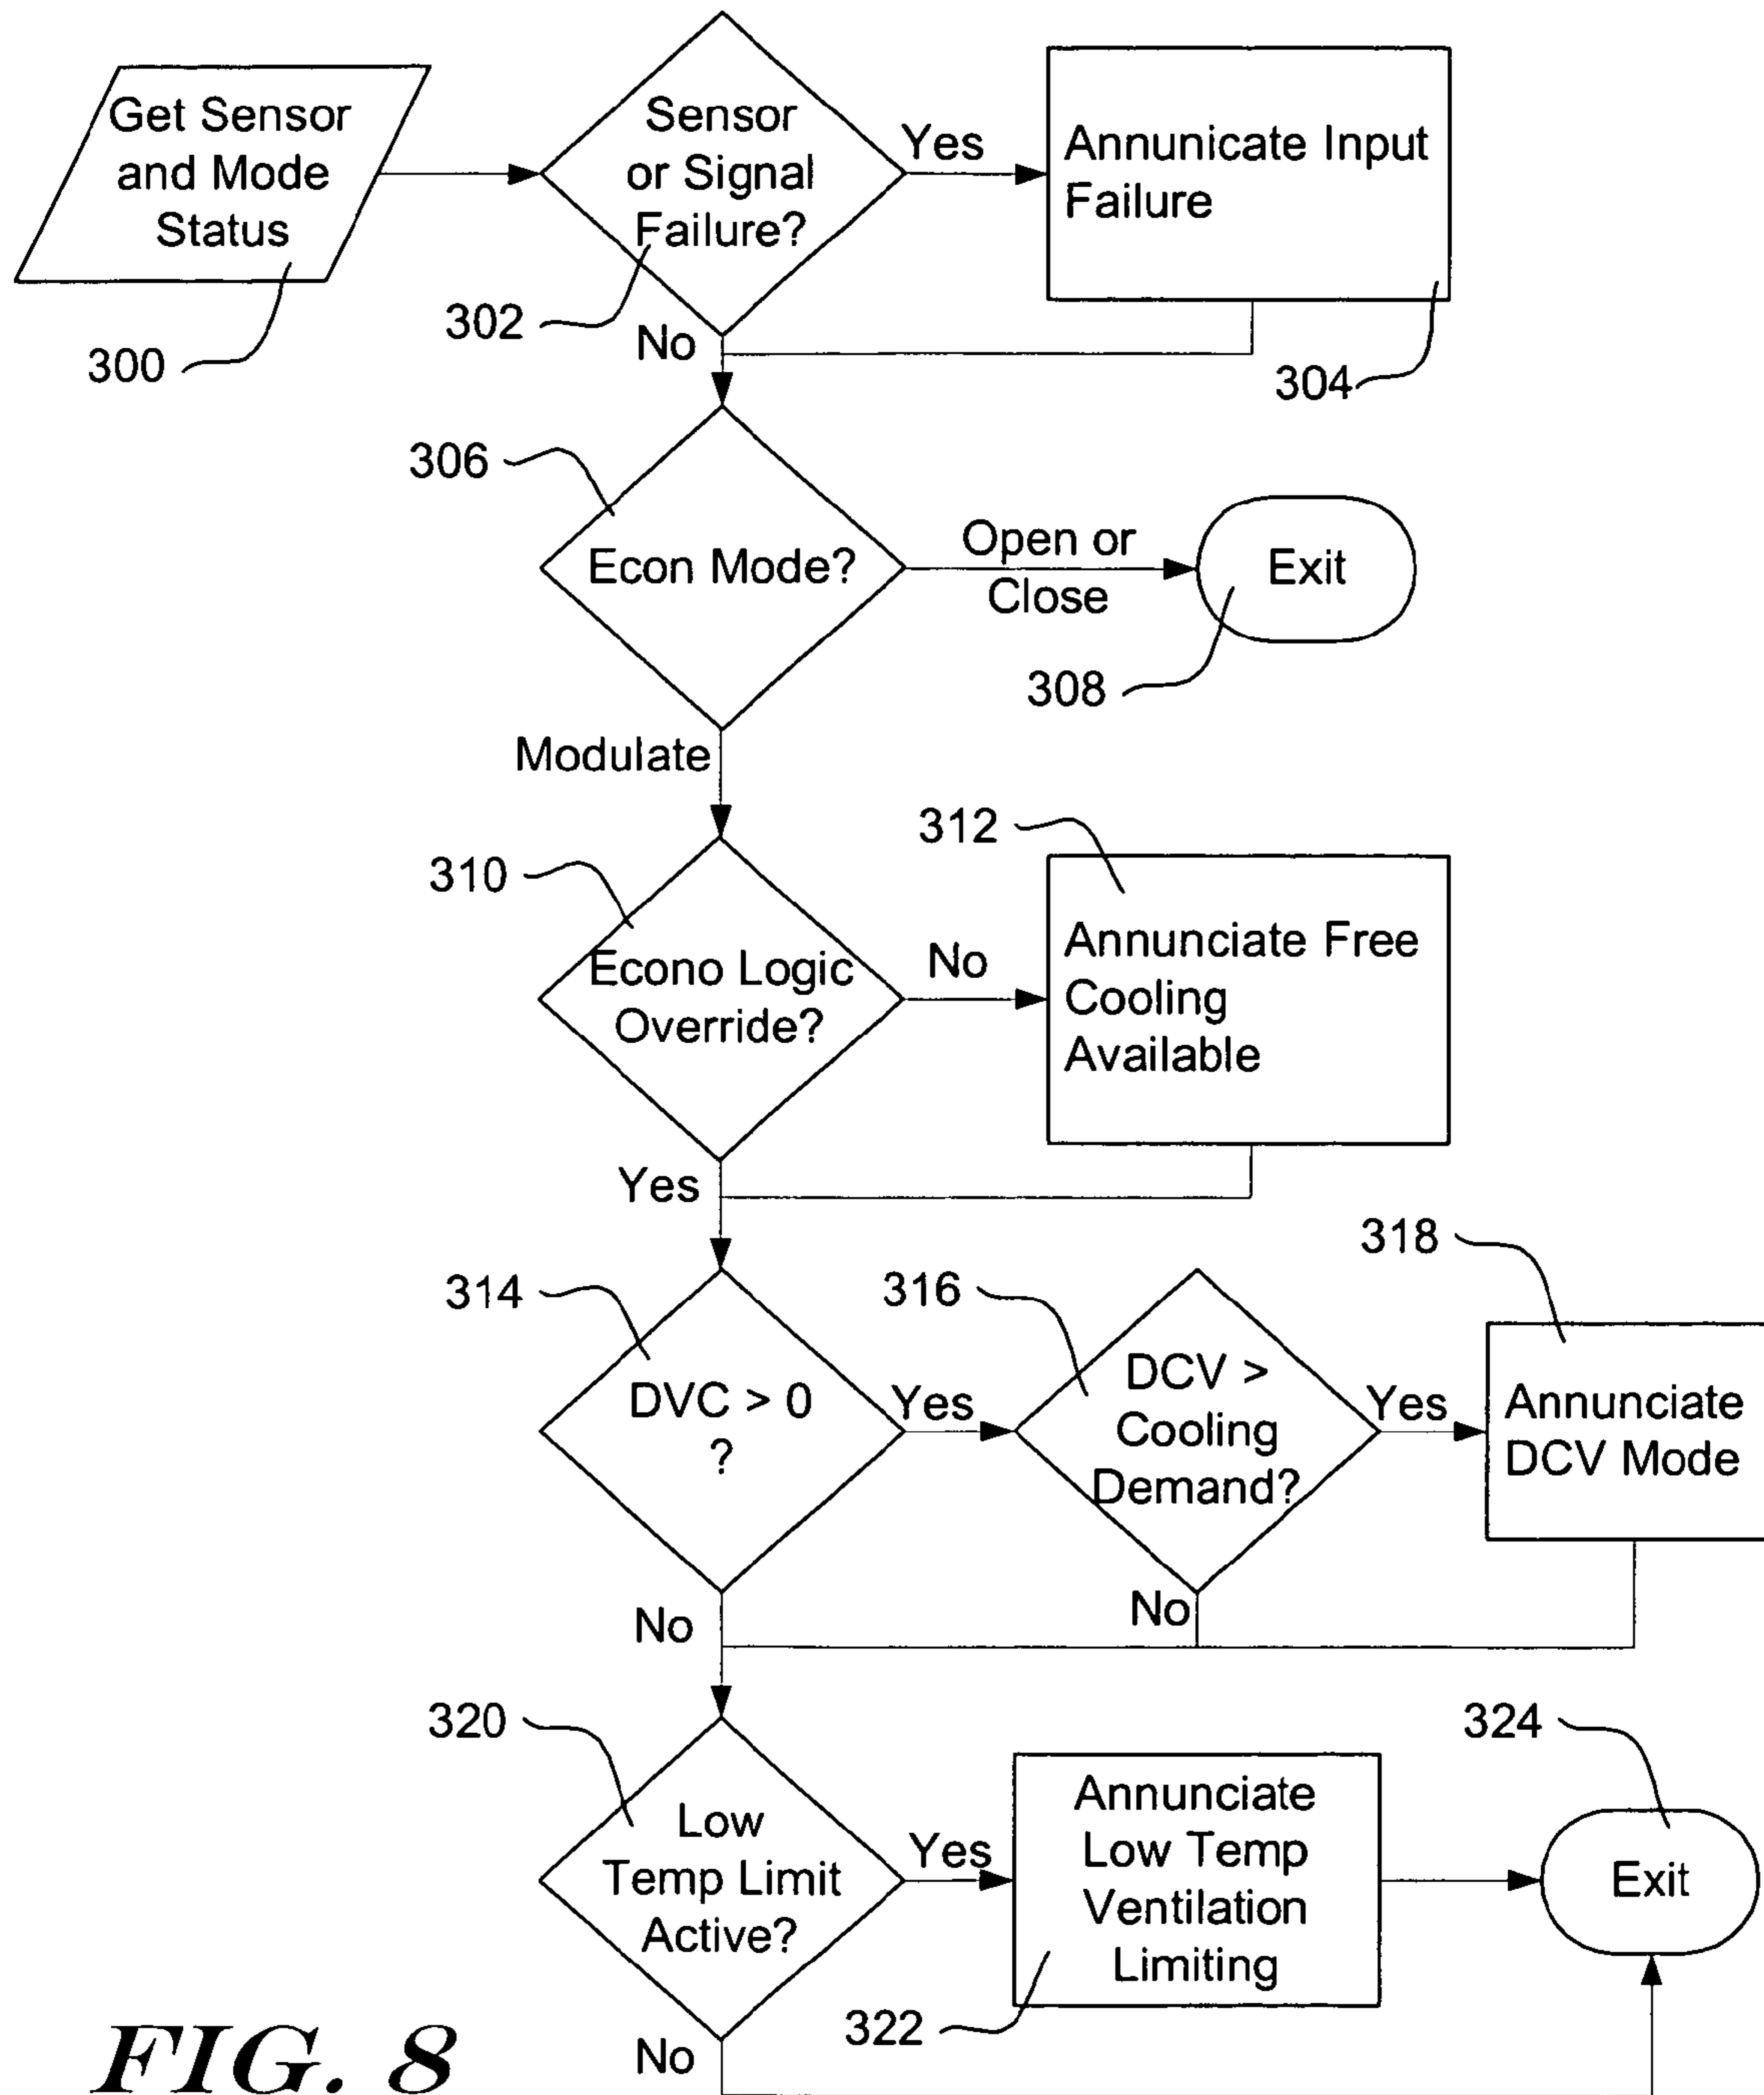 Get Sensor
and Mode
Status
300
Sensor
or Signal
Failure?
302
Yes
No
Annunicate Input
Failure
304
306
Econ Mode?
Open or
Close
Exit
308
Modulate
310
Econo Logic
Override?
No
312
Annunciate Free
Cooling
Available
Yes
314
DVC > 0
?
Yes
316
DCV >
Cooling
Demand?
Yes
318
Annunciate
DCV Mode
No
No
320
Low
Temp Limit
Active?
Yes
Annunciate
Low Temp
Ventilation
Limiting
322
324
Exit
No
FIG. 8